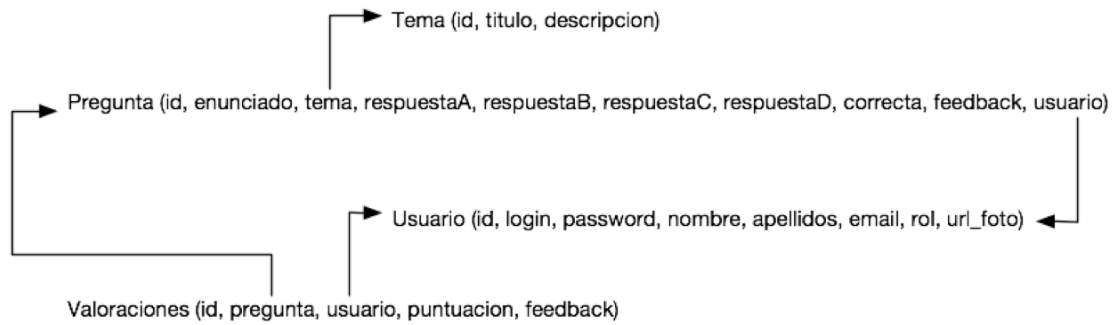 Tema (id, titulo, descripcion)
Pregunta (id, enunciado, tema, respuestaA, respuestaB, respuestaC, respuestaD, correcta, feedback, usuario)
Usuario (id, login, password, nombre, apellidos, email, rol, url_foto)
Valoraciones (id, pregunta, usuario, puntuacion, feedback)